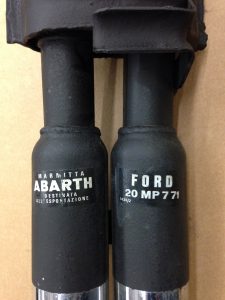 MARMITTA
ABARTH
DESTINATA
ALL'ESPORTAZIONE
FORD
20 MP 771